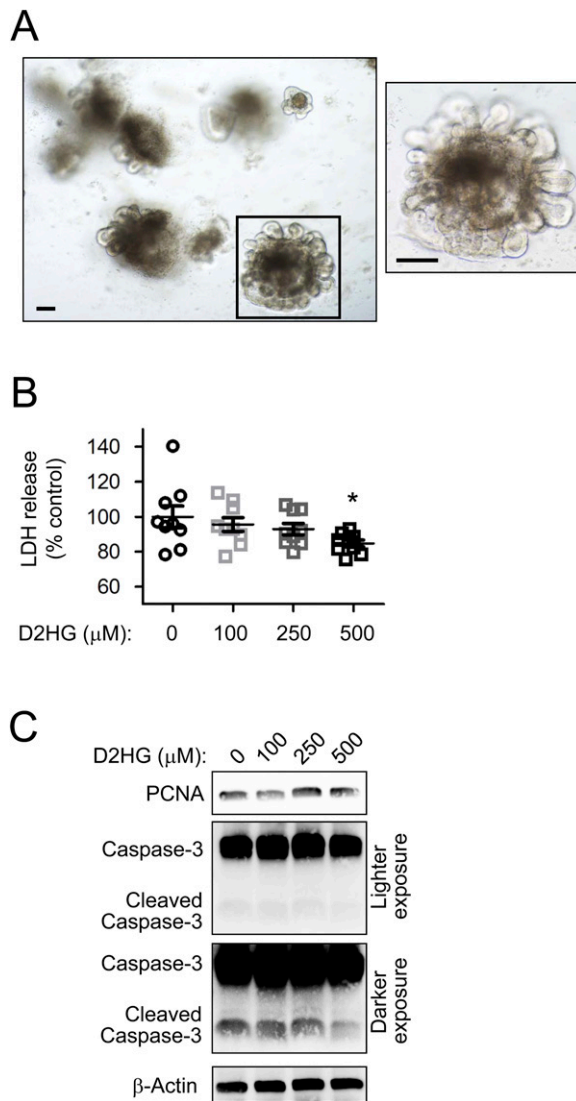 A
B
LDH release
(% control)
140
120
100
80
60
D2HG (μM): 0 100 250 500
*
C
D2HG (μM): 0 100 250 500
PCNA
Caspase-3
Cleaved
Caspase-3
Lighter
exposure
Caspase-3
Cleaved
Caspase-3
Darker
exposure
β-Actin